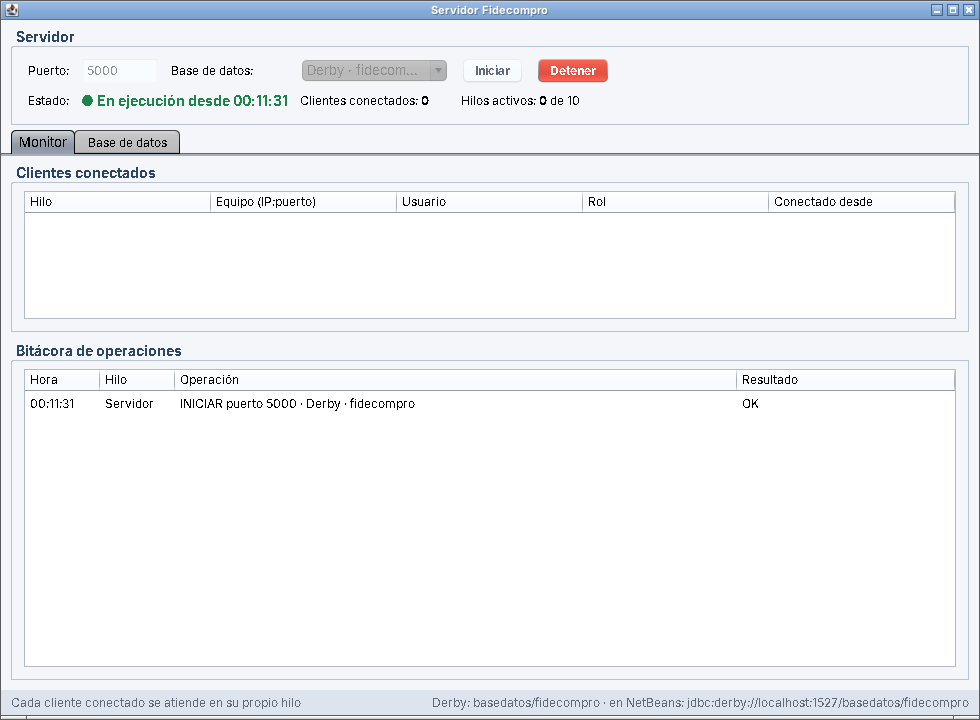 Servidor Fidecompro
Servidor
Puerto: 5000 Base de datos: Derby · fidecom... Iniciar Detener
Estado: En ejecución desde 00:11:31 Clientes conectados: 0 Hilos activos: 0 de 10
Monitor Base de datos
Clientes conectados
Hilo Equipo (IP:puerto) Usuario Rol Conectado desde
Bitácora de operaciones
Hora Hilo Operación Resultado
00:11:31 Servidor INICIAR puerto 5000 · Derby · fidecompro OK
Cada cliente conectado se atiende en su propio hilo Derby: basedatos/fidecompro · en NetBeans: jdbc:derby://localhost:1527/basedatos/fidecompro